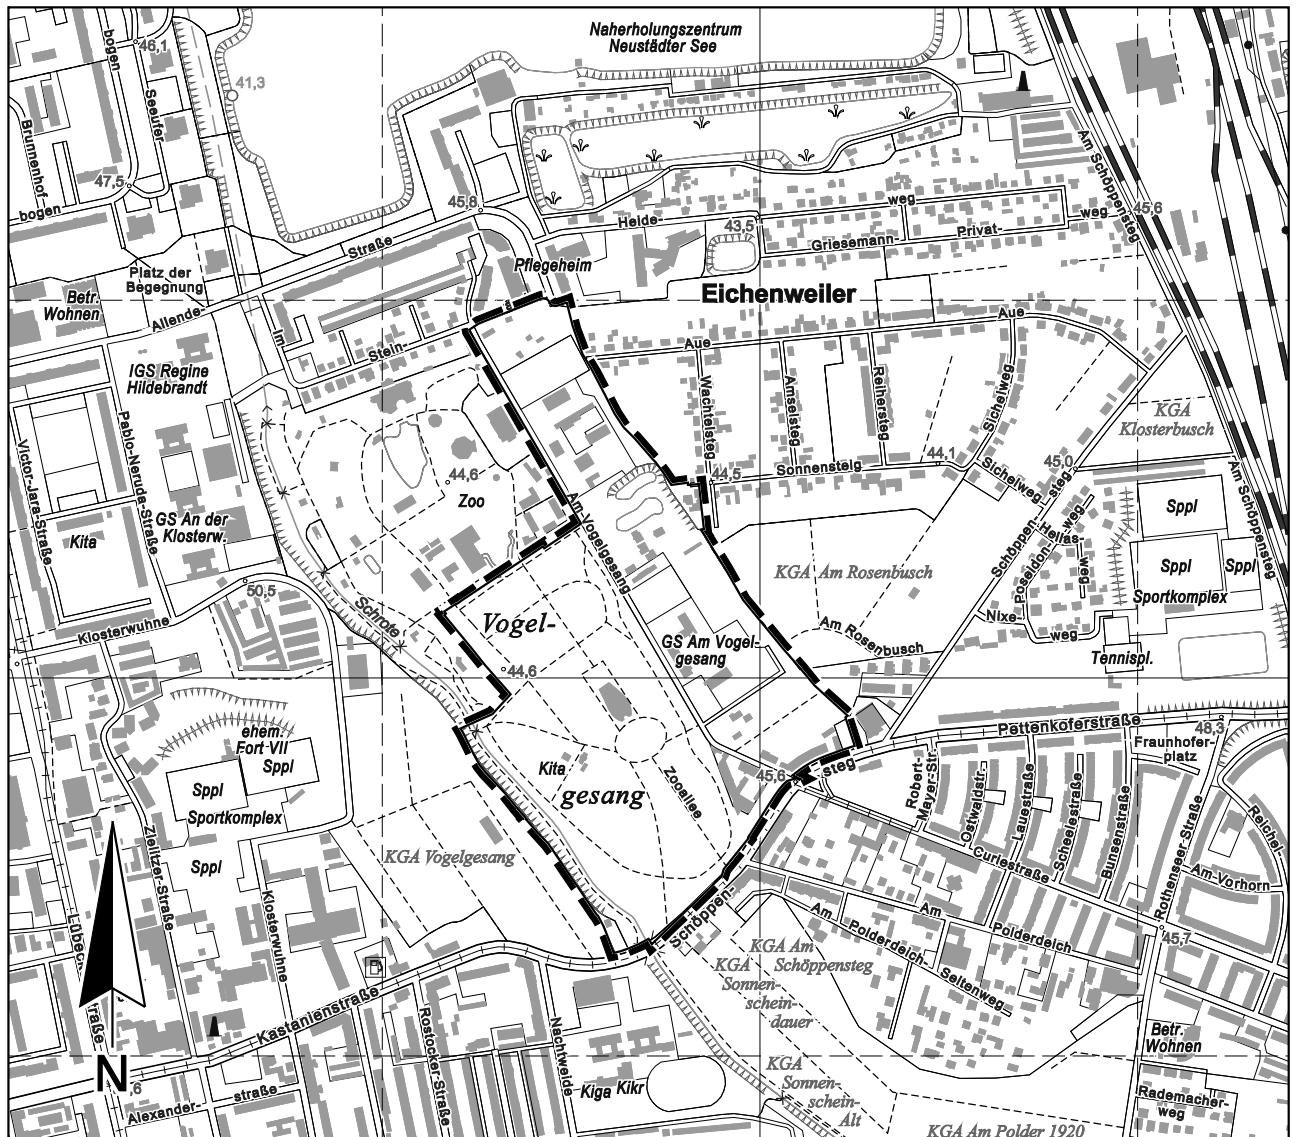 Naherholungszentrum
Neustädter See
bogen
46,1
Seeufer
41,3
Brunnenhof-
bogen
47,5
45,8
Straße
Heide-
43,5
weg
weg
45,6
Griesemann-
Privat-
Am Schöppensteg
Platz der
Begegnung
Pflegeheim
Betr.
Wohnen
Allende-
Im
Stein-
Eichenweiler
Aue
Aue
IGS Regine
Hildebrandt
Wachtelsteg
Amselsteg
Reihersteg
Sichelweg
KGA
Klosterbusch
Victor-Jara-Straße
Pablo-Neruda-Straße
44,6
Zoo
44,5
Sonnensteig
44,1
Sichelweg
45,0
steg
Schöppen-
Am Schöppensteg
Sppl
GS An der
Klosterw.
Kita
Am Vogelgesang
Hellas-
weg
Poseidon-
weg
Sppl
Sppl
Sportkomplex
KGA Am Rosenbusch
50,5
Schrote
Klosterwuhne
Vogel-
Nixe-
weg
Am Rosenbusch
GS Am Vogel-
gesang
Tennispl.
44,6
ehem.
Fort VII
Sppl
Sppl
Sportkomplex
Sppl
Kita
gesang
Zooallee
45,6
steg
Pettenkoferstraße
48,3
Fraunhofer-
platz
Robert-
Mayer-Str.
Ostwaldstr.
Lauestraße
Scheelestraße
Bunsenstraße
Rothenseer-Straße
Reichel-
Am-Vorhorn
Curiestraße
KGA Vogelgesang
Zielitzer-Straße
Klosterwuhne
Schöppen-
Am
Polderdeich-
Am
Polderdeich
Seitenweg
45,7
KGA Am
Schöppensteg
KGA
Sonnen-
schein-
dauer
Kastanienstraße
Rostocker-Straße
Nachtweide
Kiga
Kikr
KGA
Sonnen-
schein-
Alt
Betr.
Wohnen
Rademacher-
weg
KGA Am Polder 1920
N
Alexander-
straße